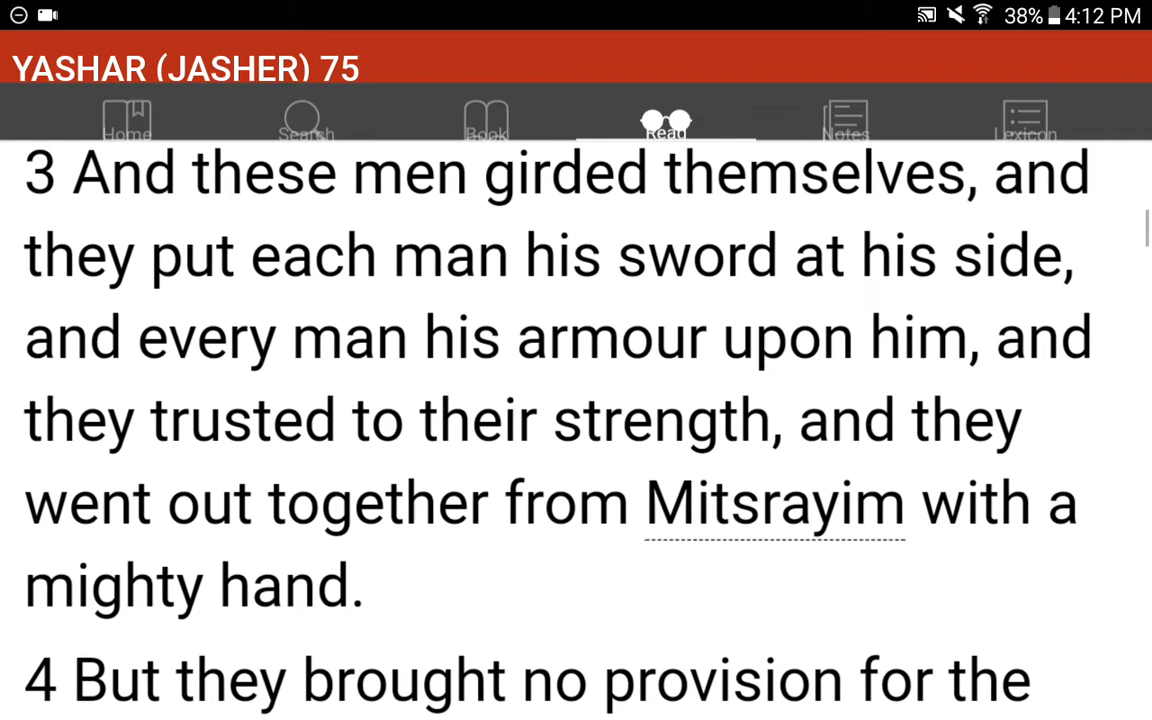 38% 4:12 PM
YASHAR (JASHER) 75
Home Search Book Read Notes Lexicon
3 And these men girded themselves, and
they put each man his sword at his side,
and every man his armour upon him, and
they trusted to their strength, and they
went out together from Mitsrayim with a
mighty hand.
4 But they brought no provision for the